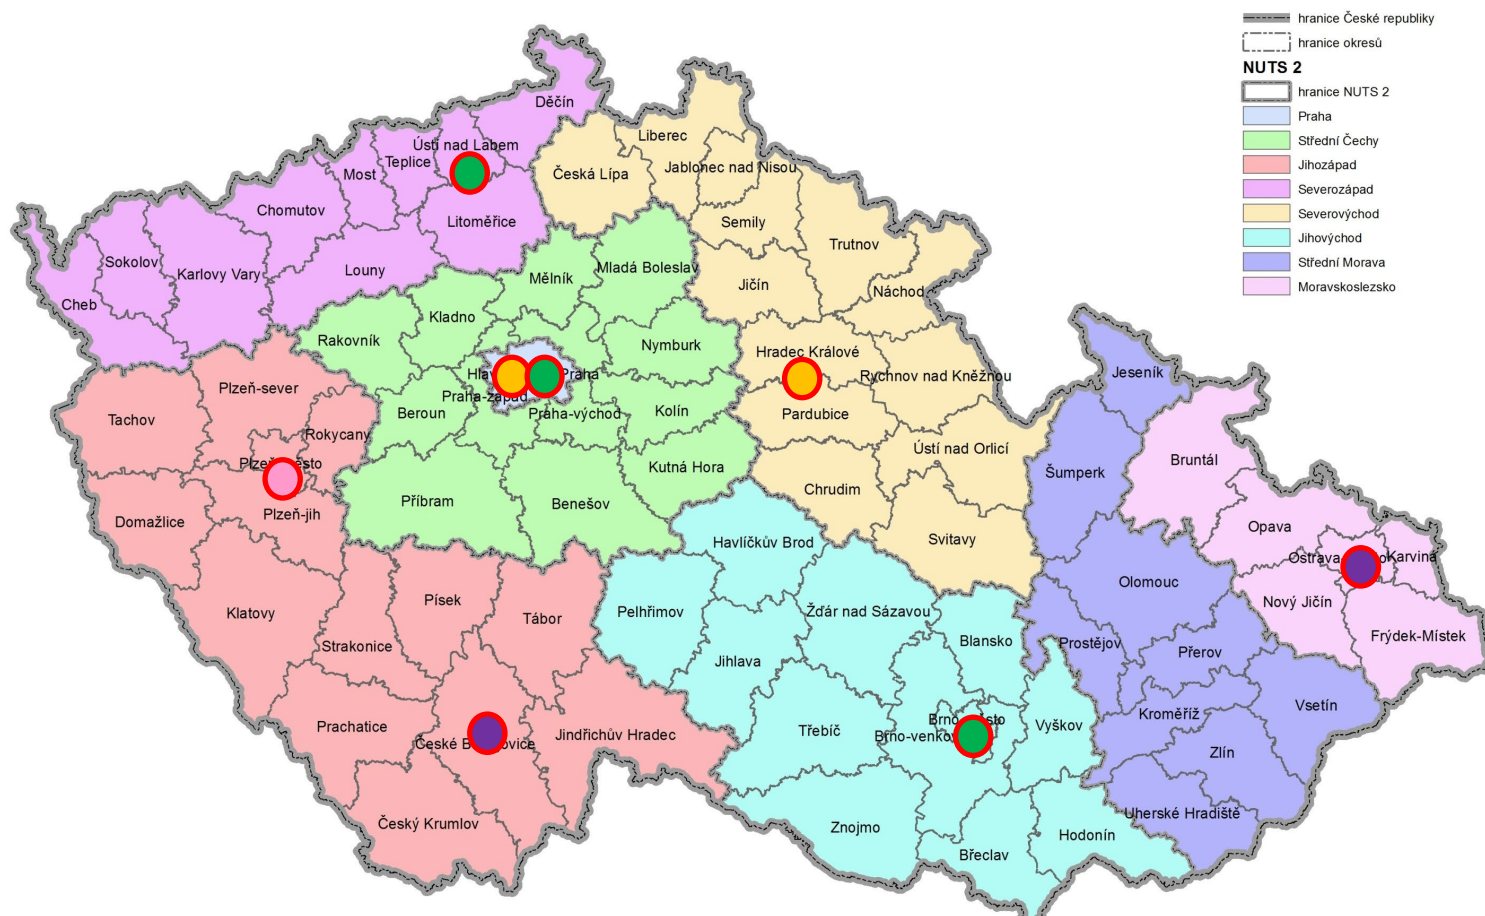 hranice České republiky
hranice okresů
NUTS 2
hranice NUTS 2
Praha
Střední Čechy
Jihozápad
Severozápad
Severovýchod
Jihovýchod
Střední Morava
Moravskoslezsko
Děčín
Liberec
Ústí nad Labem
Teplice
Most
Česká Lípa
Jablonec nad Nisou
Chomutov
Litoměřice
Semily
Trutnov
Sokolov
Karlovy Vary
Louny
Mělník
Mladá Boleslav
Jičín
Náchod
Cheb
Kladno
Rakovník
Nymburk
Hradec Králové
Praha
Jeseník
Rychnov nad Kněžnou
Plzeň-sever
Praha-západ
Beroun
Praha-východ
Kolín
Pardubice
Tachov
Rokycany
Ústí nad Orlicí
Kutná Hora
Bruntál
Šumperk
Příbram
Benešov
Chrudim
Domažlice
Plzeň-jih
Opava
Havlíčkův Brod
Svitavy
Karviná
Olomouc
Nový Jičín
Písek
Tábor
Klatovy
Pelhřimov
Žďár nad Sázavou
Blansko
Frýdek-Místek
Strakonice
Jihlava
Prostějov
Přerov
Vsetín
Kroměříž
Prachatice
Jindřichův Hradec
Třebíč
Brno-venkov
Vyškov
Zlín
Český Krumlov
Znojmo
Uherské Hradiště
Hodonín
Břeclav